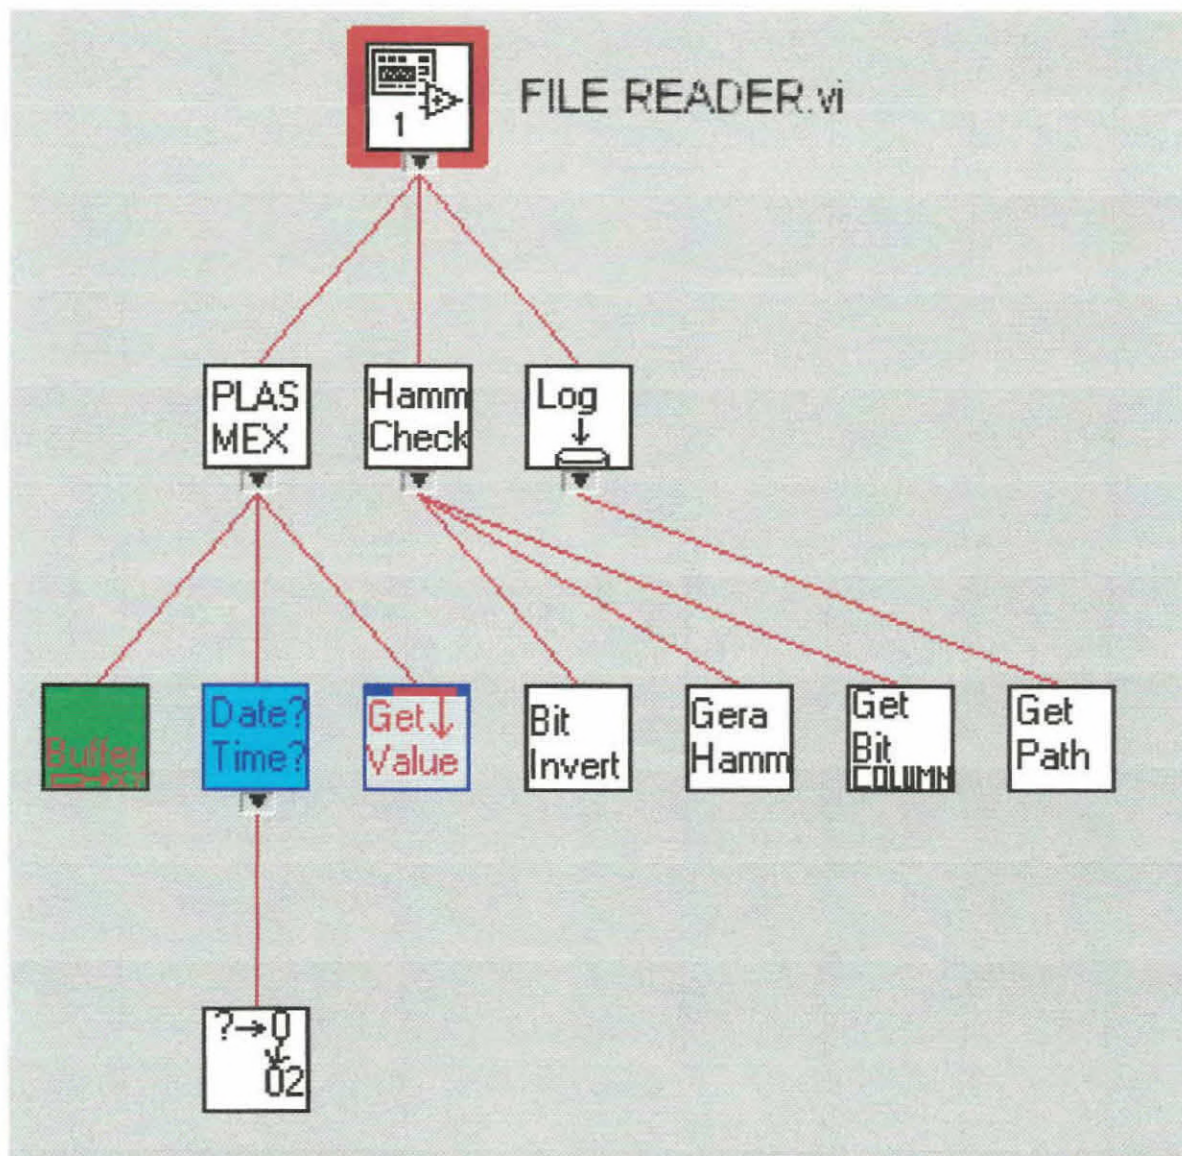 1
FILE READER.vi
PLAS
MEX
Hamm
Check
Log
Buffer
Date?
Time?
Get
Value
Bit
Invert
Gera
Hamm
Get
Bit
COLUMN
Get
Path
?→0
02